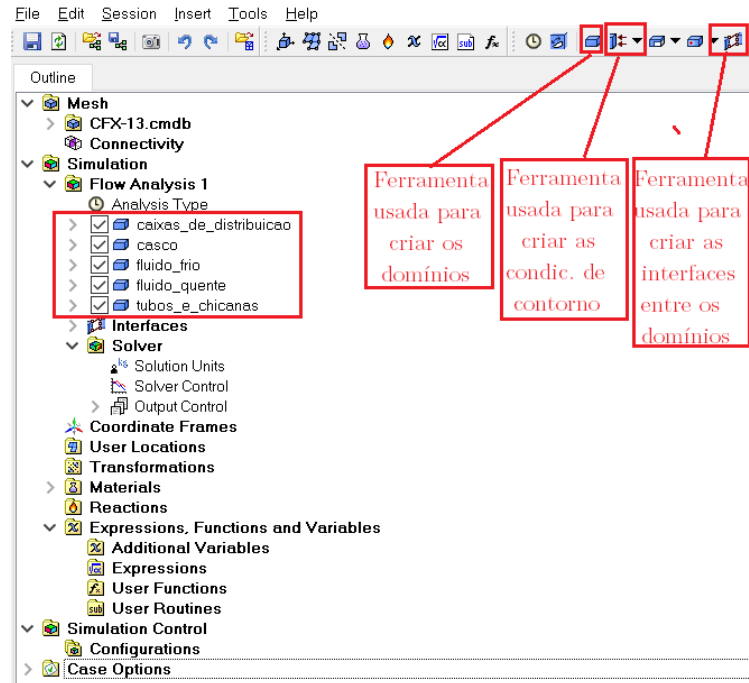 File Edit Session Insert Tools Help
Outline
Mesh
CFX-13.cmdb
Connectivity
Simulation
Flow Analysis 1
Analysis Type
caixas_de_distribuicao
casco
fluido_frio
fluido_quente
tubos_e_chicanas
Interfaces
Solver
Solution Units
Solver Control
Output Control
Coordinate Frames
User Locations
Transformations
Materials
Reactions
Expressions, Functions and Variables
Additional Variables
Expressions
User Functions
User Routines
Simulation Control
Configurations
Case Options
Ferramenta
usada para
criar os
domínios
Ferramenta
usada para
criar as
condic. de
contorno
Ferramenta
usada para
criar as
interfaces
entre os
domínios